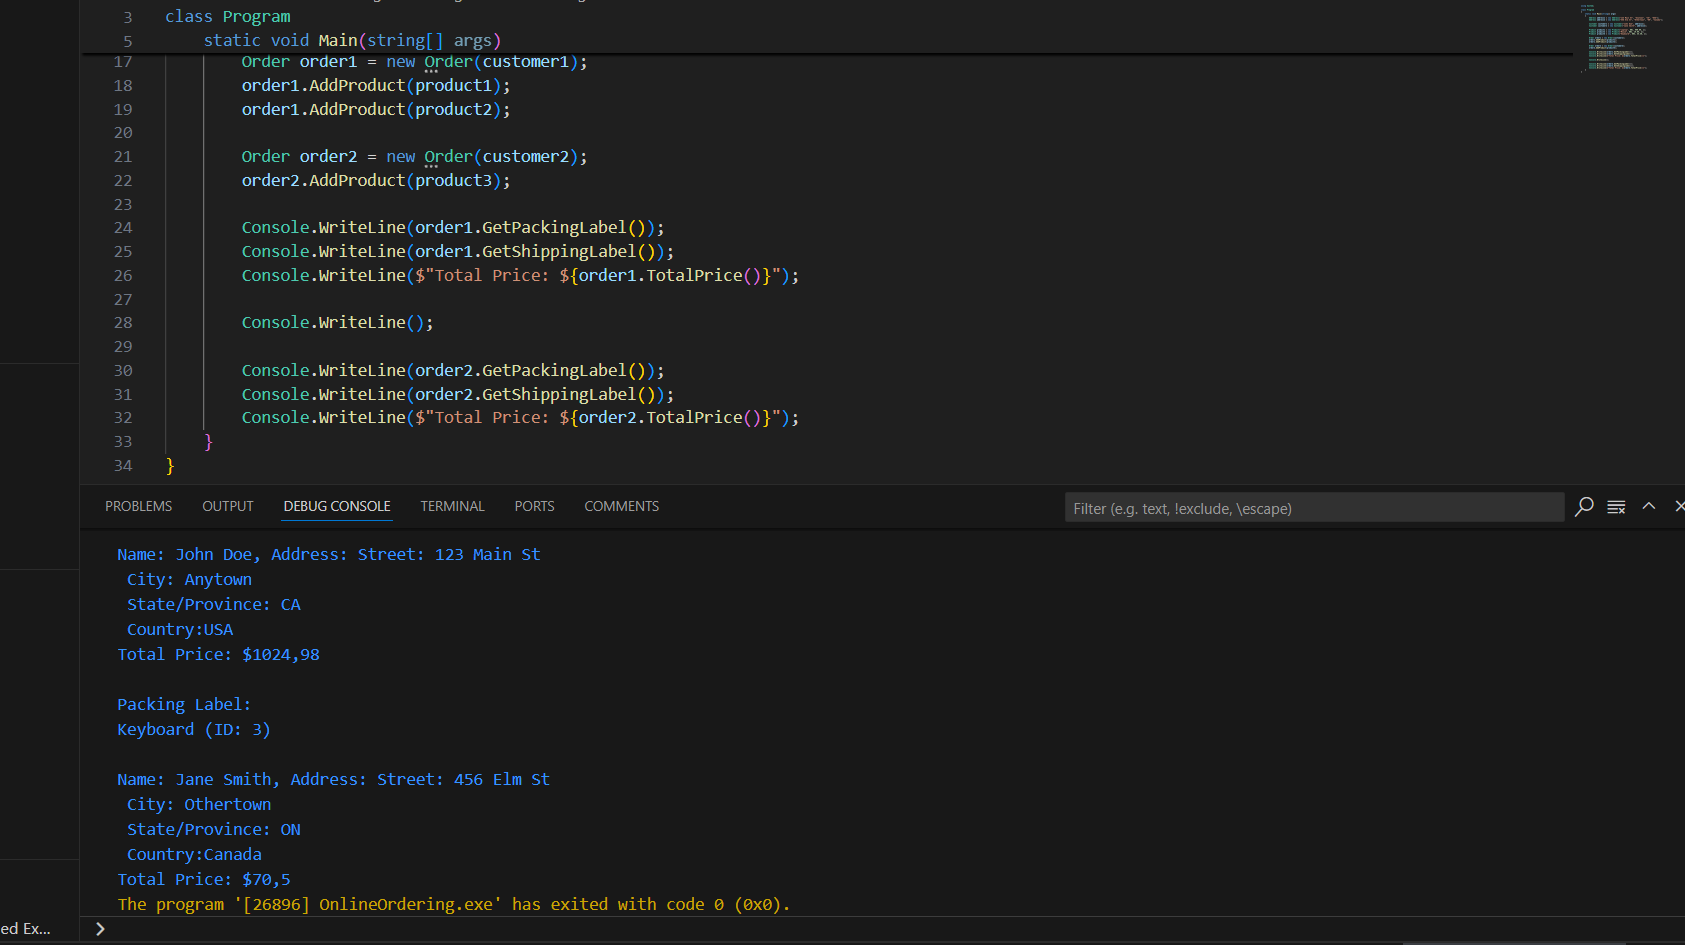 3 class Program
5 static void Main(string[] args)
17 Order order1 = new Order(customer1);
18 order1.AddProduct(product1);
19 order1.AddProduct(product2);
20
21 Order order2 = new Order(customer2);
22 order2.AddProduct(product3);
23
24 Console.WriteLine(order1.GetPackingLabel());
25 Console.WriteLine(order1.GetShippingLabel());
26 Console.WriteLine($"Total Price: ${order1.TotalPrice()}");
27
28 Console.WriteLine();
29
30 Console.WriteLine(order2.GetPackingLabel());
31 Console.WriteLine(order2.GetShippingLabel());
32 Console.WriteLine($"Total Price: ${order2.TotalPrice()}");
33 }
34 }
PROBLEMS OUTPUT DEBUG CONSOLE TERMINAL PORTS COMMENTS Filter (e.g. text, !exclude, \escape)
Name: John Doe, Address: Street: 123 Main St
City: Anytown
State/Province: CA
Country:USA
Total Price: $1024,98
Packing Label:
Keyboard (ID: 3)
Name: Jane Smith, Address: Street: 456 Elm St
City: Othertown
State/Province: ON
Country:Canada
Total Price: $70,5
The program '[26896] OnlineOrdering.exe' has exited with code 0 (0x0).
ed Ex...